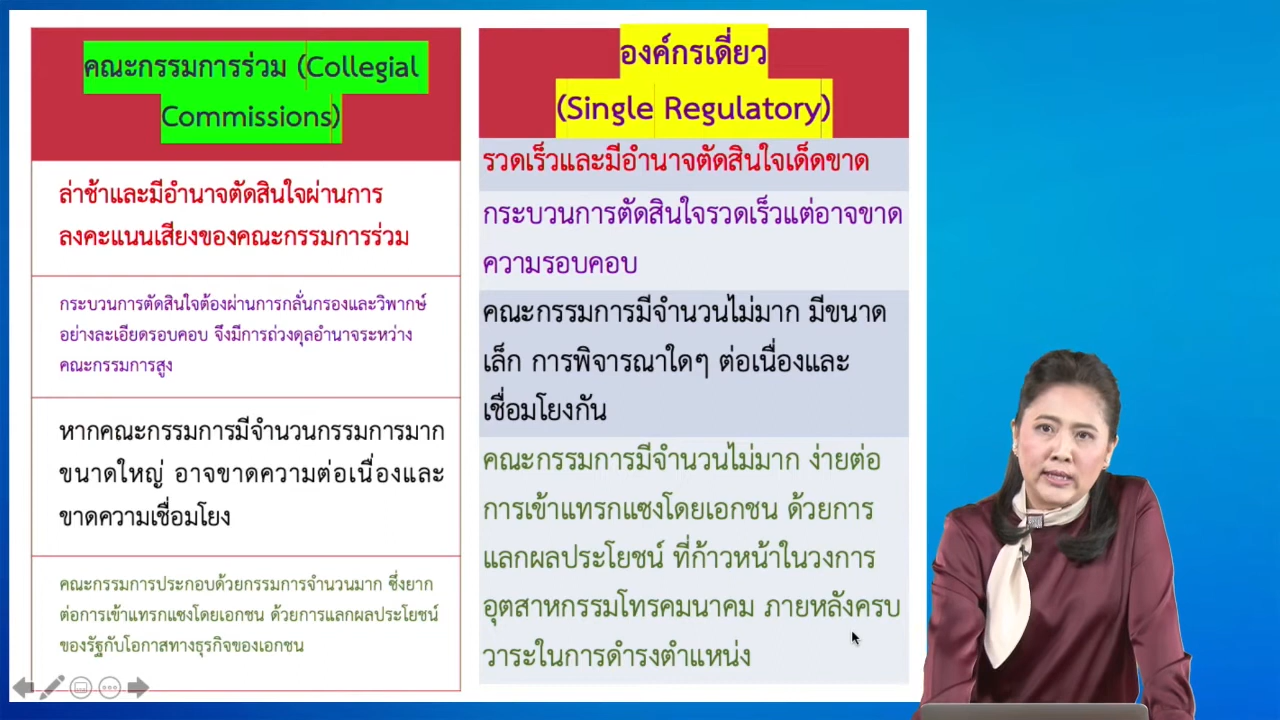 คณะกรรมการร่วม (Collegial
Commissions)
ล่าช้าและมีอำนาจตัดสินใจผ่านการ
ลงคะแนนเสียงของคณะกรรมการร่วม
กระบวนการตัดสินใจต้องผ่านการกลั่นกรองและวิพากษ์
อย่างละเอียดรอบคอบ จึงมีการถ่วงดุลอำนาจระหว่าง
คณะกรรมการสูง
หากคณะกรรมการมีจำนวนกรรมการมาก
ขนาดใหญ่ อาจขาดความต่อเนื่องและ
ขาดความเชื่อมโยง
คณะกรรมการประกอบด้วยกรรมการจำนวนมาก ซึ่งยาก
ต่อการเข้าแทรกแซงโดยเอกชน ด้วยการแลกผลประโยชน์
ของรัฐกับโอกาสทางธุรกิจของเอกชน
องค์กรเดี่ยว
(Single Regulatory)
รวดเร็วและมีอำนาจตัดสินใจเด็ดขาด
กระบวนการตัดสินใจรวดเร็วแต่อาจขาด
ความรอบคอบ
คณะกรรมการมีจำนวนไม่มาก มีขนาด
เล็ก การพิจารณาใดๆ ต่อเนื่องและ
เชื่อมโยงกัน
คณะกรรมการมีจำนวนไม่มาก ง่ายต่อ
การเข้าแทรกแซงโดยเอกชน ด้วยการ
แลกผลประโยชน์ ที่ก้าวหน้าในวงการ
อุตสาหกรรมโทรคมนาคม ภายหลังครบ
วาระในการดำรงตำแหน่ง